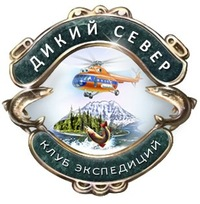 ДИКИЙ СЕВЕР
КЛУБ ЭКСПЕДИЦИЙ